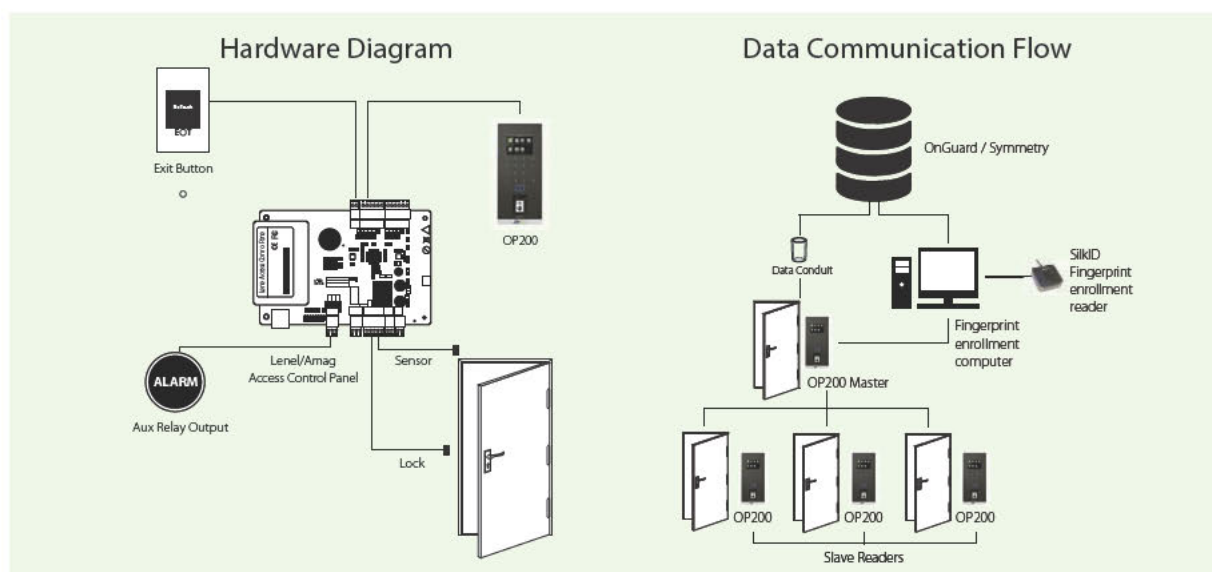 Hardware Diagram
Exit Button
OP200
Lenel/Amag
Access Control Panel
Sensor
ALARM
Aux Relay Output
Lock
Data Communication Flow
OnGuard / Symmetry
Data Conduit
SilkID
Fingerprint
enrollment
reader
Fingerprint
enrollment
computer
OP200 Master
OP200
OP200
OP200
Slave Readers